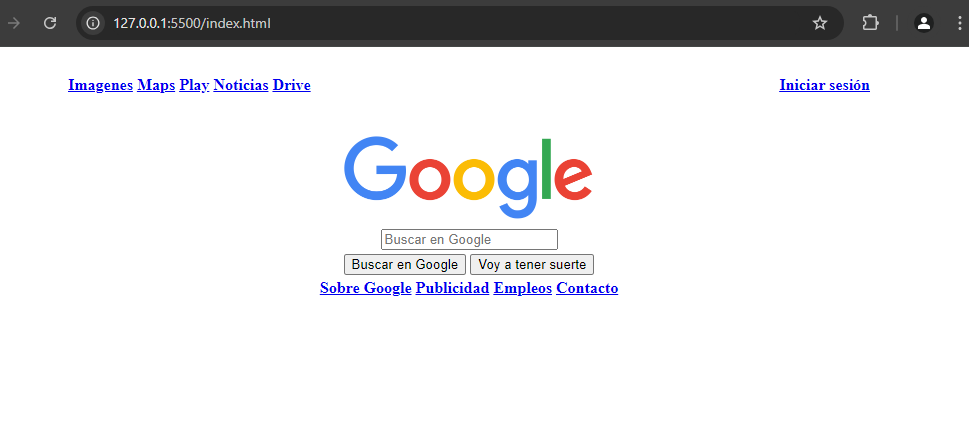 127.0.0.1:5500/index.html
Imagenes Maps Play Noticias Drive Iniciar sesión
Google
Buscar en Google
Buscar en Google Voy a tener suerte
Sobre Google Publicidad Empleos Contacto